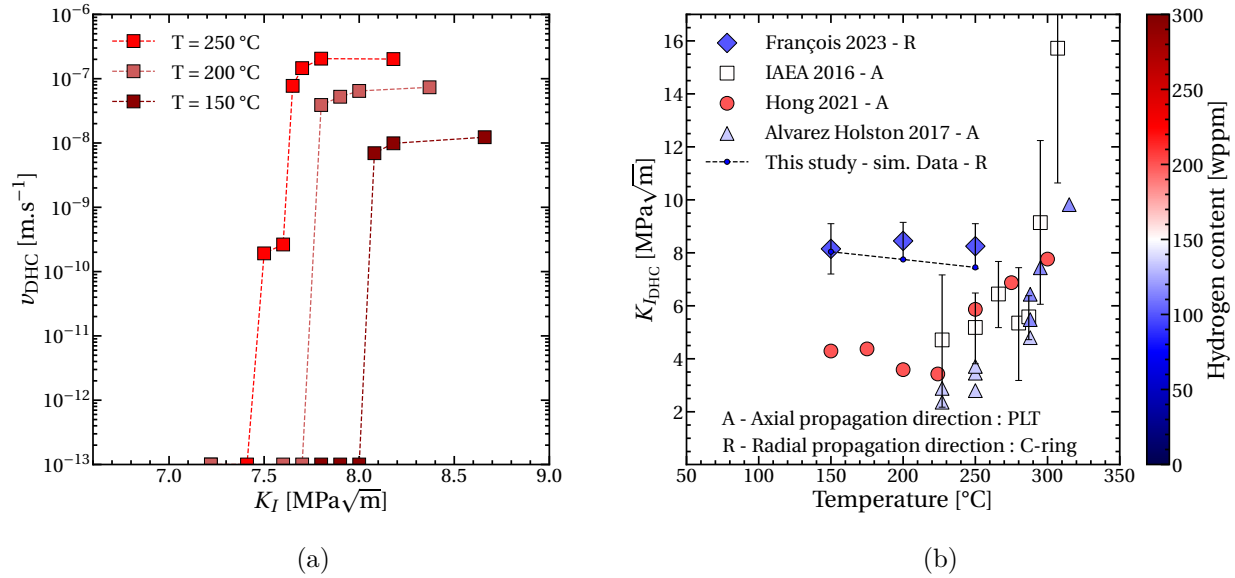 (a)
T = 250 °C
T = 200 °C
T = 150 °C
10⁻⁶
10⁻⁷
10⁻⁸
10⁻⁹
10⁻¹⁰
10⁻¹¹
10⁻¹²
10⁻¹³
v_DHC [m.s⁻¹]
7.0 7.5 8.0 8.5 9.0
K_I [MPa√m]
(a)
(b)
François 2023 - R
IAEA 2016 - A
Hong 2021 - A
Alvarez Holston 2017 - A
This study - sim. Data - R
16
14
12
10
8
6
4
2
K_I_DHC [MPa√m]
A - Axial propagation direction : PLT
R - Radial propagation direction : C-ring
50 100 150 200 250 300 350
Temperature [°C]
300
250
200
150
100
50
0
Hydrogen content [wppm]
(b)